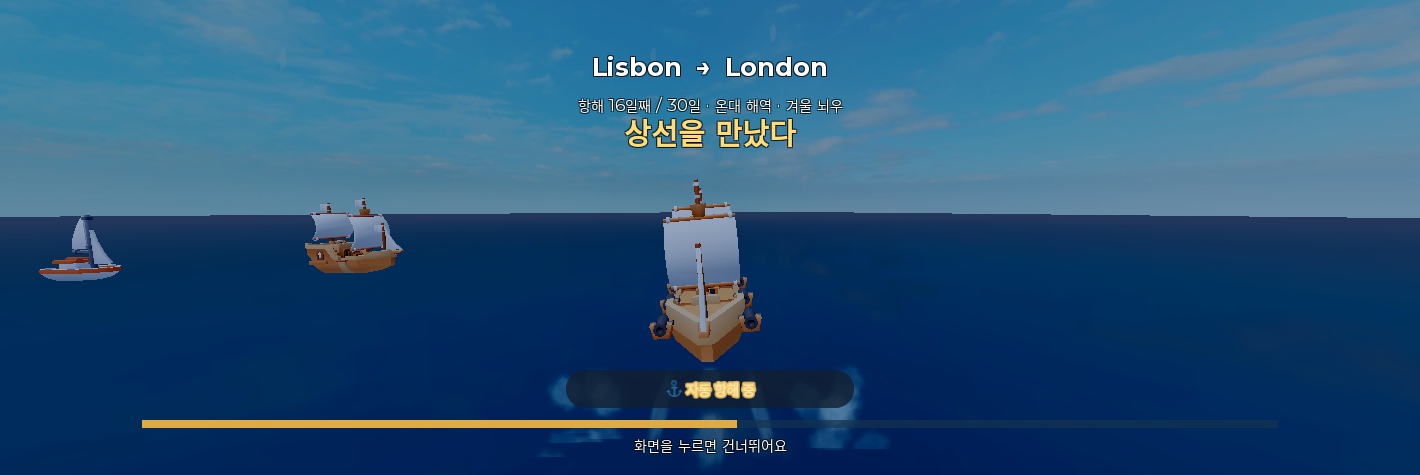 Lisbon → London
항해 16일째 / 30일 · 온대 해역 · 겨울 뇌우
상선을 만났다
⚓ 자동 항해 중
화면을 누르면 건너뛰어요